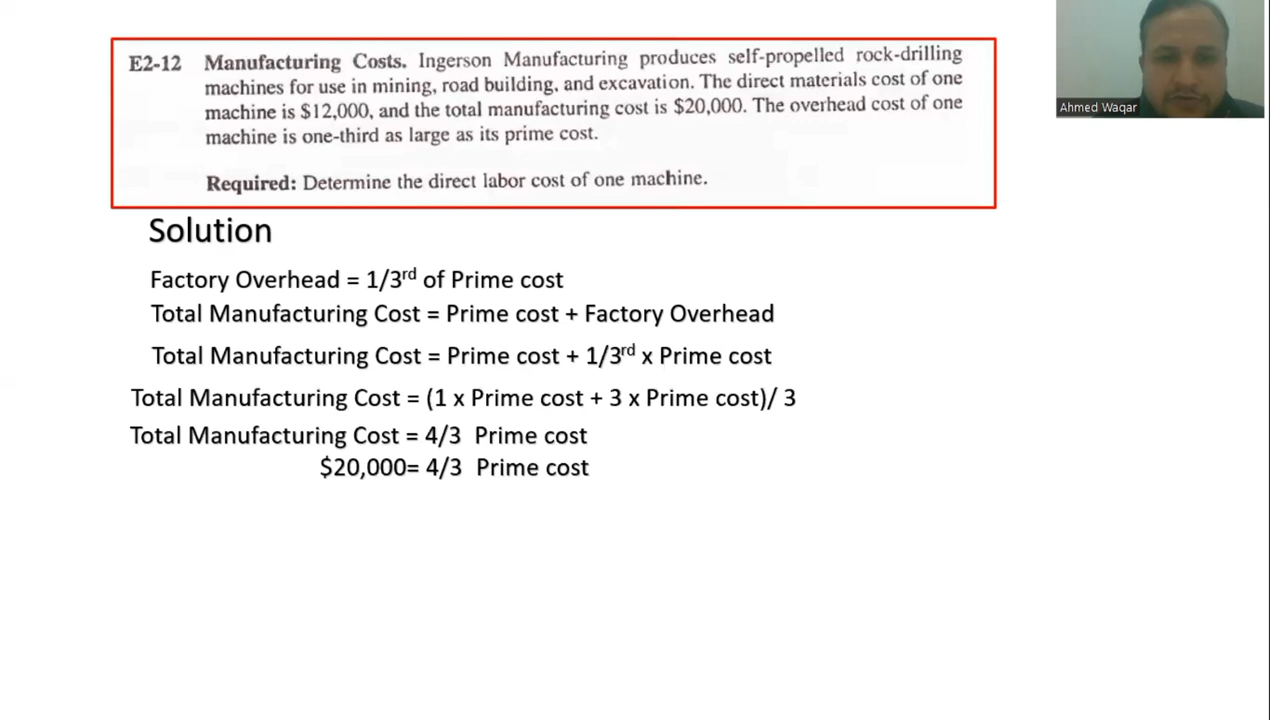 E2-12 Manufacturing Costs. Ingerson Manufacturing produces self-propelled rock-drilling
machines for use in mining, road building, and excavation. The direct materials cost of one
machine is $12,000, and the total manufacturing cost is $20,000. The overhead cost of one
machine is one-third as large as its prime cost.
Required: Determine the direct labor cost of one machine.
Ahmed Waqar
Solution
Factory Overhead = 1/3rd of Prime cost
Total Manufacturing Cost = Prime cost + Factory Overhead
Total Manufacturing Cost = Prime cost + 1/3rd x Prime cost
Total Manufacturing Cost = (1 x Prime cost + 3 x Prime cost)/ 3
Total Manufacturing Cost = 4/3 Prime cost
$20,000= 4/3 Prime cost